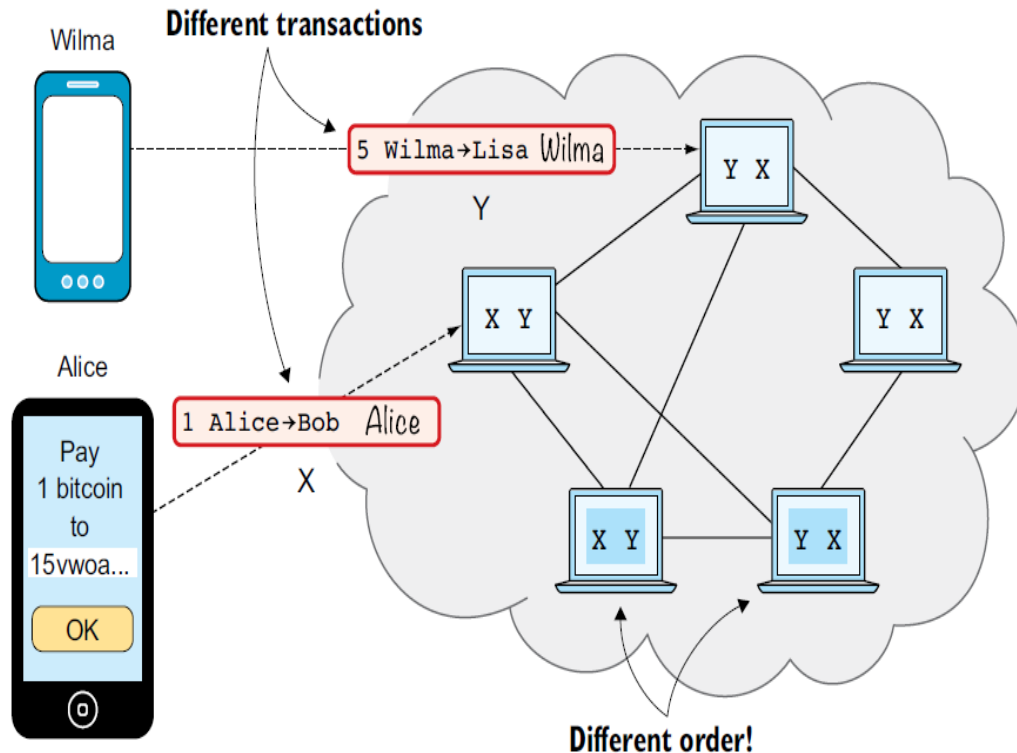 Different transactions
Wilma
5 Wilma→Lisa Wilma
Y
Y X
X Y
Y X
Alice
1 Alice→Bob Alice
X
Pay
1 bitcoin
to
15vwoa...
OK
X Y
Y X
Different order!